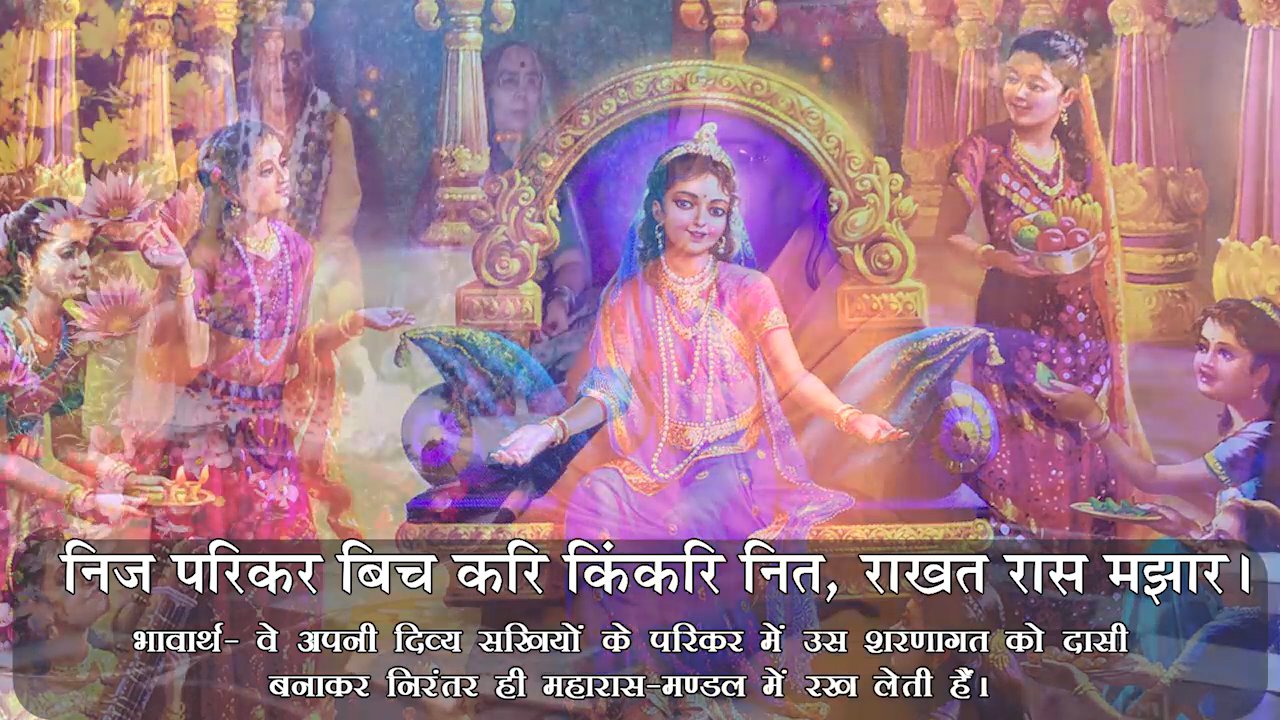 निज परिकर बिच करि किंकरि नित, राखत रास मझार।
भावार्थ- वे अपनी दिव्य सखियों के परिकर में उस शरणागत को दासी
बनाकर निरंतर ही महारास-मण्डल में रख लेती हैं।